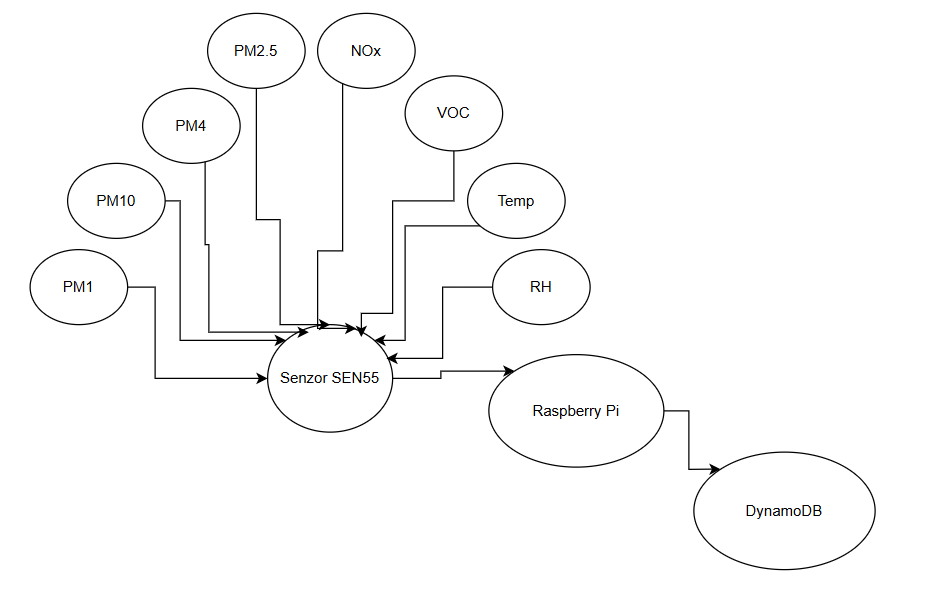 PM2.5
NOx
VOC
PM4
PM10
Temp
PM1
RH
Senzor SEN55
Raspberry Pi
DynamoDB